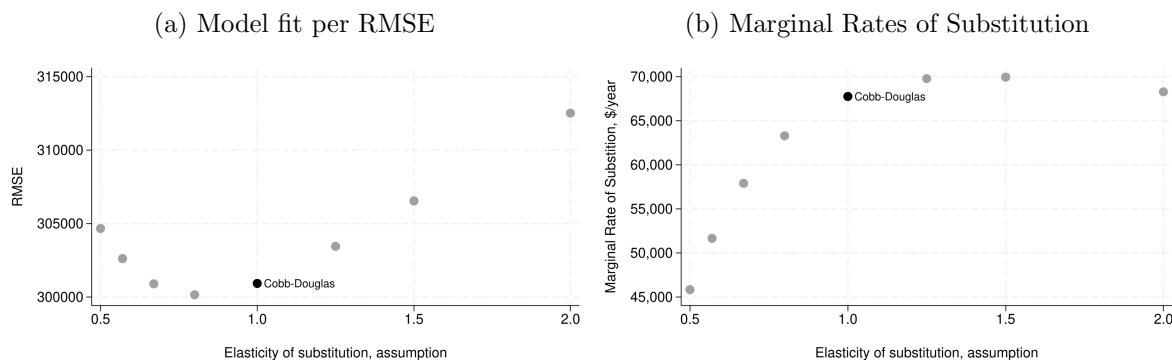 (a) Model fit per RMSE
315000
310000
305000
300000
RMSE
Cobb-Douglas
0.5 1.0 1.5 2.0
Elasticity of substitution, assumption
(b) Marginal Rates of Substitution
70,000
65,000
60,000
55,000
50,000
45,000
Marginal Rate of Substition, $/year
Cobb-Douglas
0.5 1.0 1.5 2.0
Elasticity of substitution, assumption